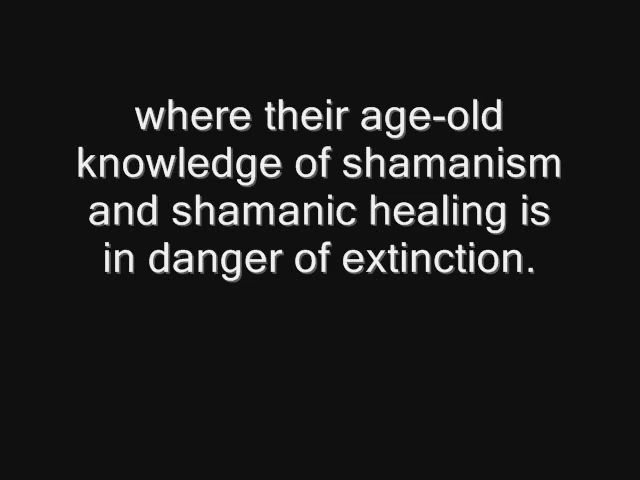 where their age-old
knowledge of shamanism
and shamanic healing is
in danger of extinction.